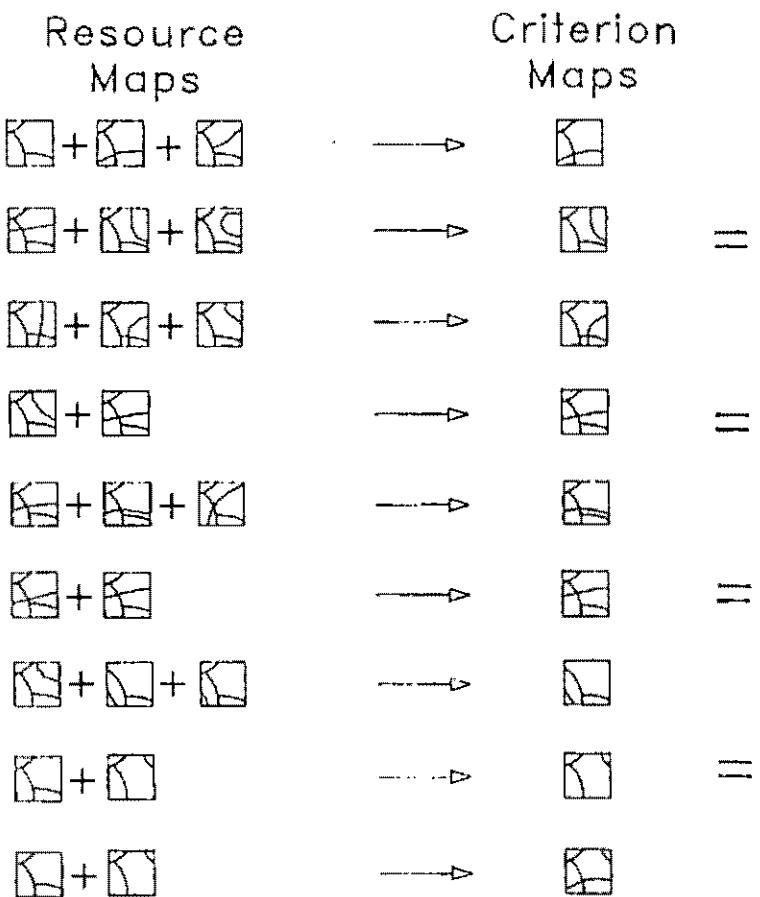 Resource
Maps
Criterion
Maps
+ +
+ + =
+ +
+ =
+ +
+ =
+ +
+ =
+